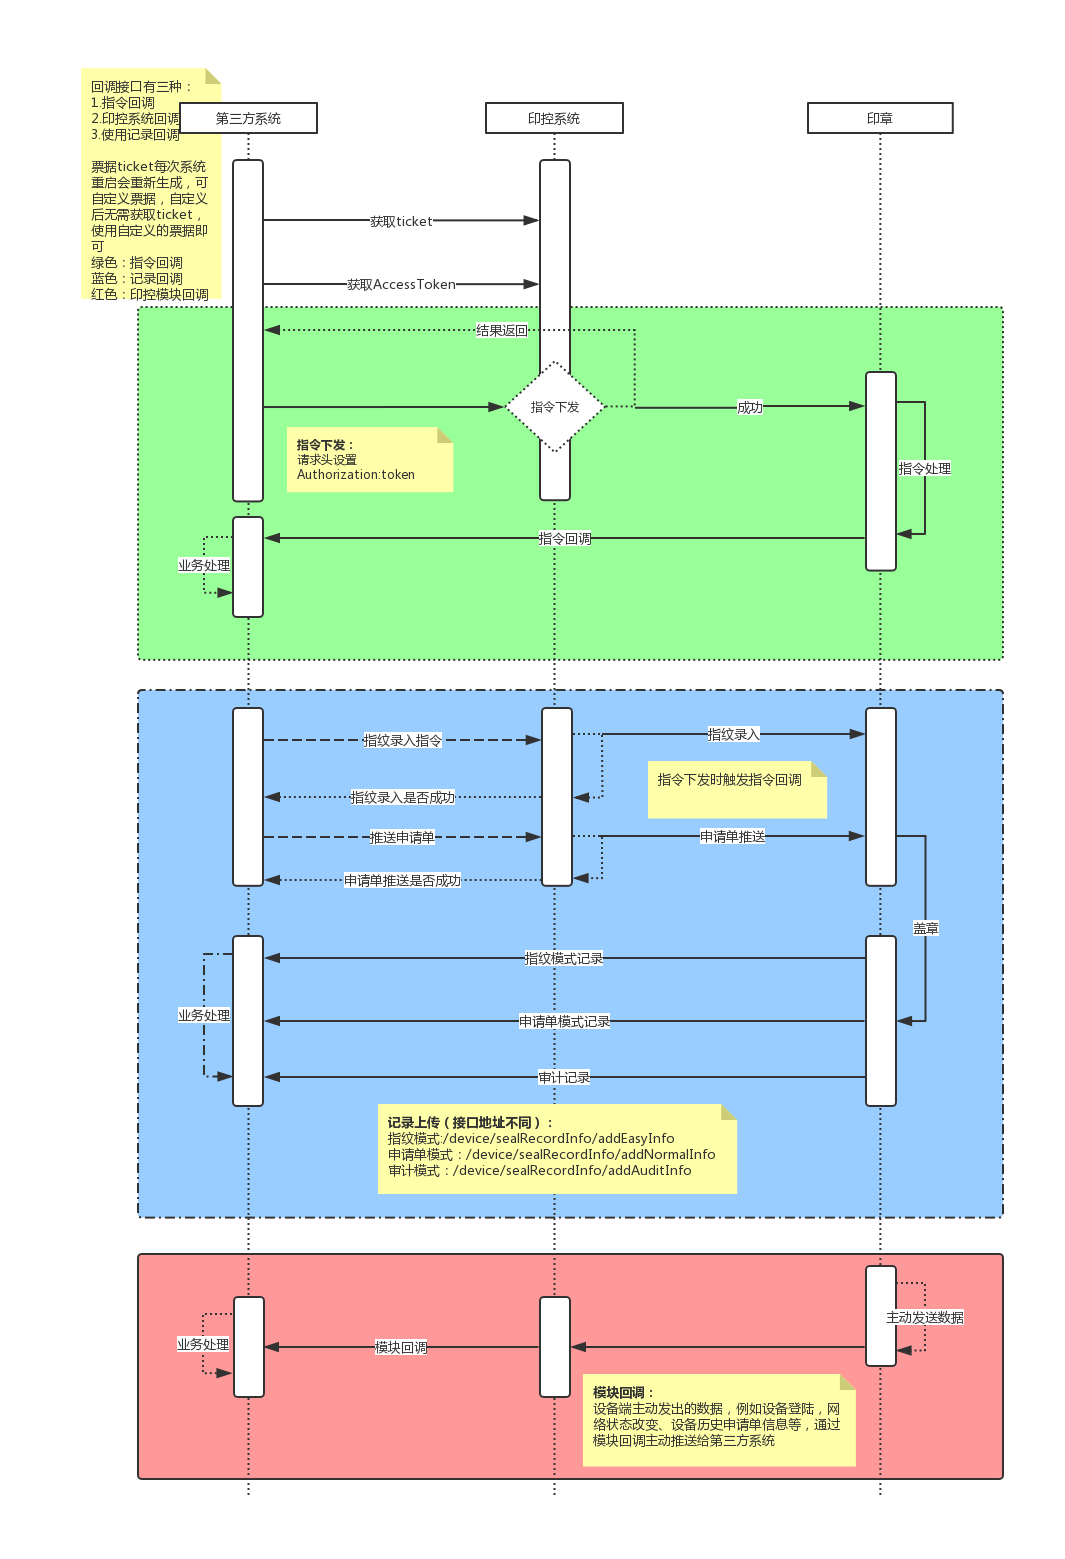 回调接口有三种：
1.指令回调
2.印控系统回调
3.使用记录回调
票据ticket每次系统
重启会重新生成，可
自定义票据，自定义
后无需获取ticket，
使用自定义的票据即
可
绿色：指令回调
蓝色：记录回调
红色：印控模块回调
第三方系统
印控系统
印章
获取ticket
获取AccessToken
结果返回
指令下发
成功
指令下发：
请求头设置
Authorization:token
指令处理
指令回调
业务处理
指纹录入指令
指纹录入
指令下发时触发指令回调
指纹录入是否成功
推送申请单
申请单推送
申请单推送是否成功
盖章
指纹模式记录
业务处理
申请单模式记录
审计记录
记录上传（接口地址不同）：
指纹模式:/device/sealRecordInfo/addEasyInfo
申请单模式：/device/sealRecordInfo/addNormalInfo
审计模式：/device/sealRecordInfo/addAuditInfo
主动发送数据
业务处理
模块回调
模块回调：
设备端主动发出的数据，例如设备登陆，网
络状态改变、设备历史申请单信息等，通过
模块回调主动推送给第三方系统